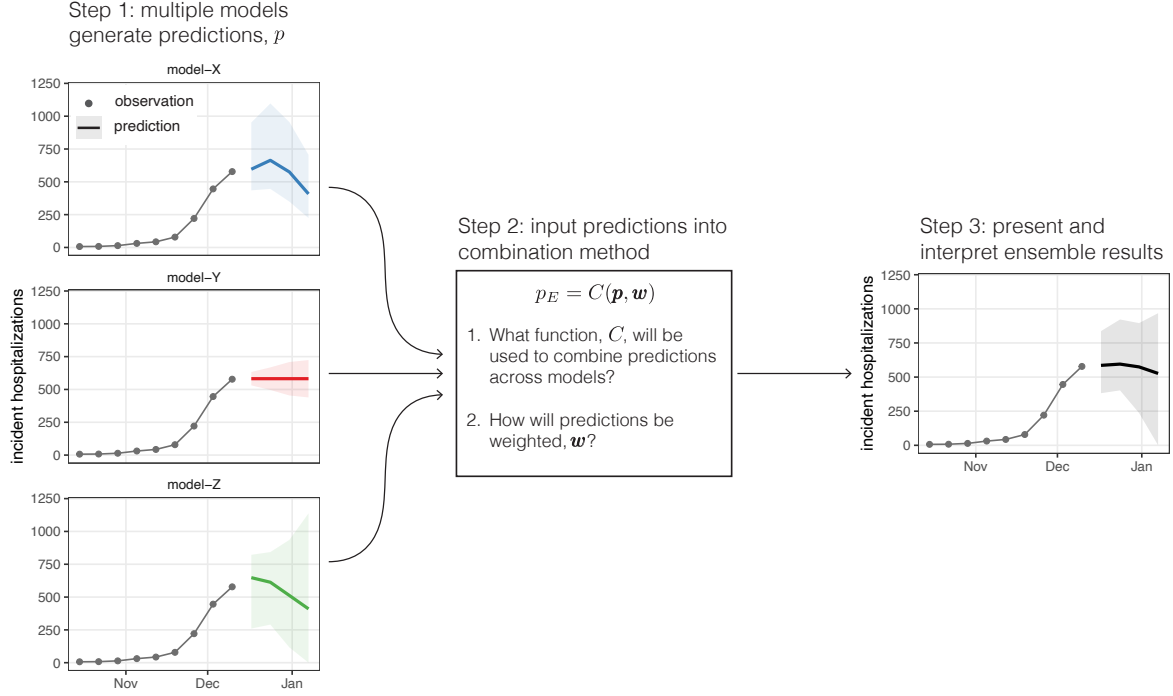 Step 1: multiple models
generate predictions, p
model−X
observation
prediction
1250
1000
750
500
250
0
model−Y
1250
1000
750
500
250
0
incident hospitalizations
model−Z
1250
1000
750
500
250
0
Nov Dec Jan
Step 2: input predictions into
combination method
p_E = C(p, w)
1. What function, C, will be
used to combine predictions
across models?
2. How will predictions be
weighted, w?
Step 3: present and
interpret ensemble results
1250
1000
750
500
250
0
incident hospitalizations
Nov Dec Jan